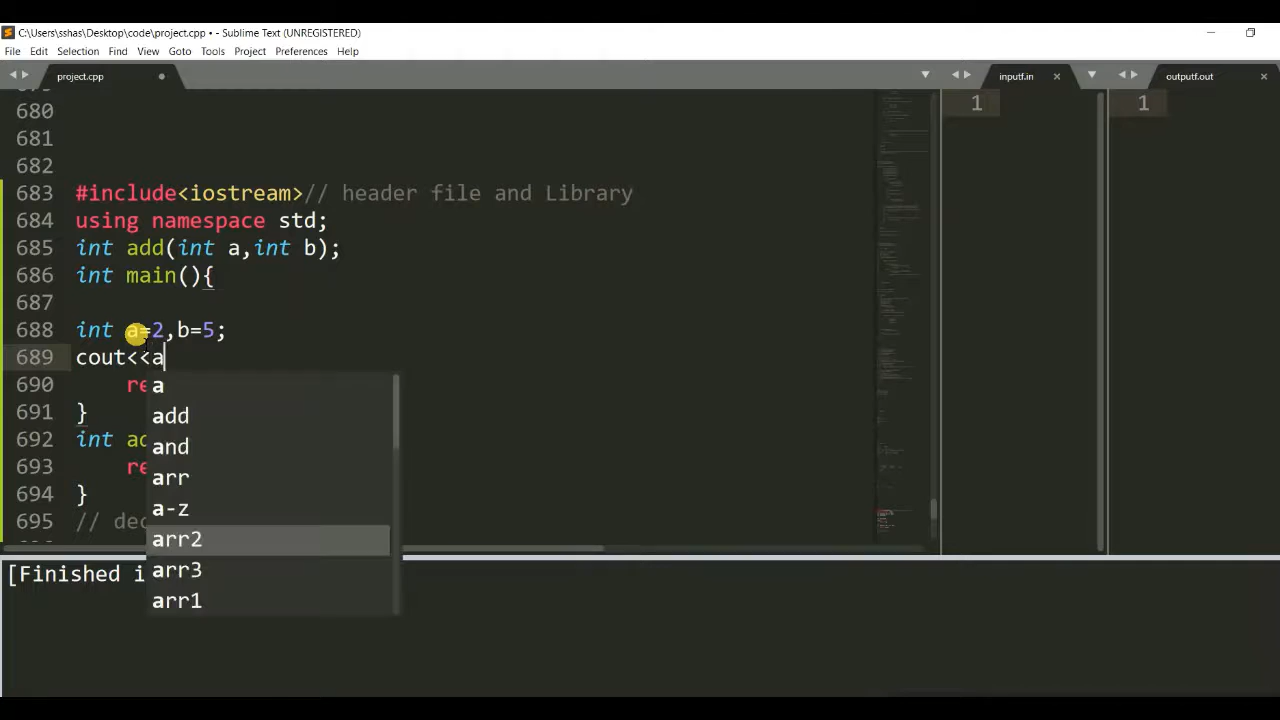 C:\Users\sshas\Desktop\code\project.cpp • - Sublime Text (UNREGISTERED)
File Edit Selection Find View Goto Tools Project Preferences Help
project.cpp inputf.in outputf.out
680 1 1
681
682
683 #include<iostream>// header file and Library
684 using namespace std;
685 int add(int a,int b);
686 int main(){
687
688 int a=2,b=5;
689 cout<<a
690 re
a
add
and
arr
a-z
arr2
arr3
arr1
691 }
692 int ad
693 re
694 }
695 // dec
[Finished i